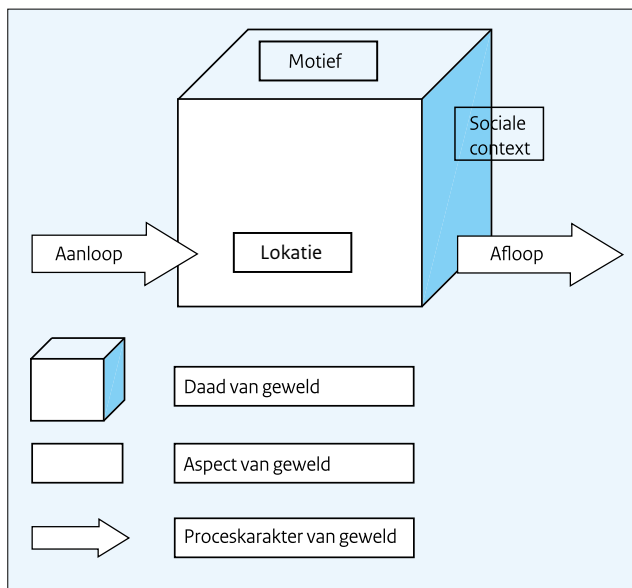 Motief
Sociale
context
Aanloop
Lokatie
Afloop
Daad van geweld
Aspect van geweld
Proceskarakter van geweld